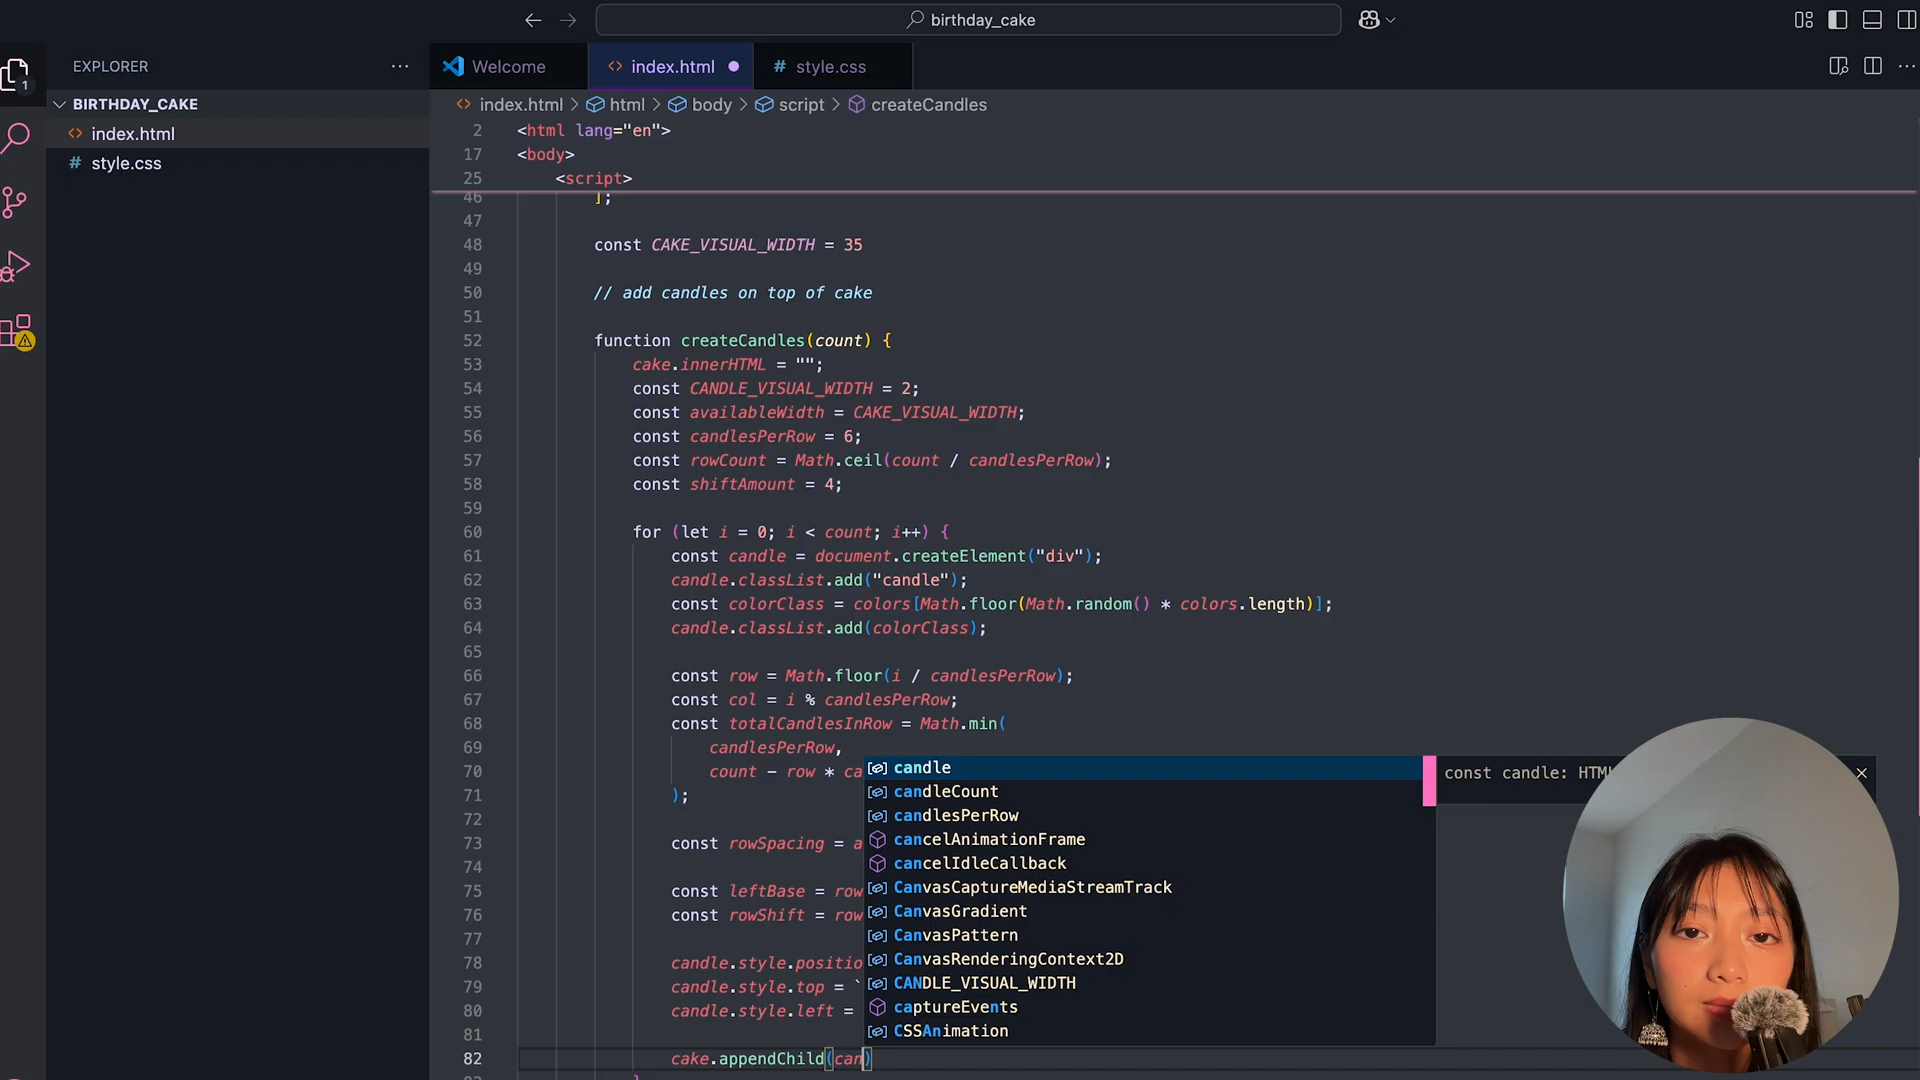 birthday_cake
EXPLORER
Welcome
index.html
# style.css
BIRTHDAY_CAKE
index.html
# style.css
1
index.html > html > body > script > createCandles
2 <html lang="en">
17 <body>
25 <script>
46 ];
47
48 const CAKE_VISUAL_WIDTH = 35
49
50 // add candles on top of cake
51
52 function createCandles(count) {
53 cake.innerHTML = "";
54 const CANDLE_VISUAL_WIDTH = 2;
55 const availableWidth = CAKE_VISUAL_WIDTH;
56 const candlesPerRow = 6;
57 const rowCount = Math.ceil(count / candlesPerRow);
58 const shiftAmount = 4;
59
60 for (let i = 0; i < count; i++) {
61 const candle = document.createElement("div");
62 candle.classList.add("candle");
63 const colorClass = colors[Math.floor(Math.random() * colors.length)];
64 candle.classList.add(colorClass);
65
66 const row = Math.floor(i / candlesPerRow);
67 const col = i % candlesPerRow;
68 const totalCandlesInRow = Math.min(
69 candlesPerRow,
70 count - row * ca
71 );
72
73 const rowSpacing = a
74
75 const leftBase = row
76 const rowShift = row
77
78 candle.style.positio
79 candle.style.top = `
80 candle.style.left =
81
82 cake.appendChild(can)
}
candle
candleCount
candlesPerRow
cancelAnimationFrame
cancelIdleCallback
CanvasCaptureMediaStreamTrack
CanvasGradient
CanvasPattern
CanvasRenderingContext2D
CANDLE_VISUAL_WIDTH
captureEvents
CSSAnimation
const candle: HTM